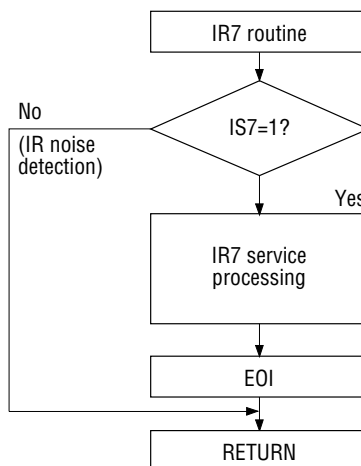 IR7 routine
No
(IR noise
detection)
IS7=1?
Yes
IR7 service
processing
EOI
RETURN